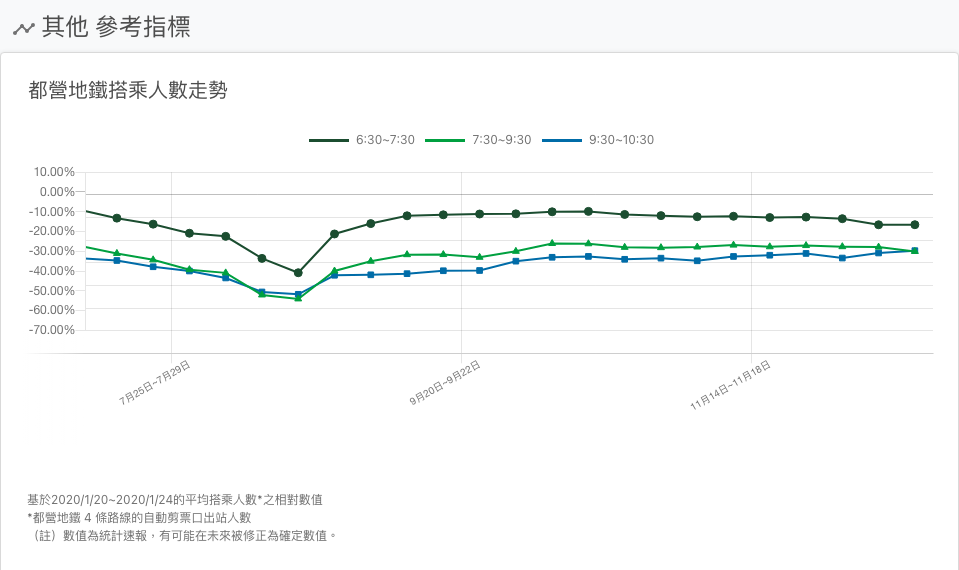 其他 參考指標
都營地鐵搭乘人數走勢
6:30~7:30 7:30~9:30 9:30~10:30
10.00%
0.00%
-10.00%
-20.00%
-30.00%
-40.00%
-50.00%
-60.00%
-70.00%
7月25日~7月29日 9月20日~9月22日 11月14日~11月18日
基於2020/1/20~2020/1/24的平均搭乘人數*之相對數值
*都營地鐵 4 條路線的自動剪票口出站人數
（註）數值為統計速報，有可能在未來被修正為確定數值。